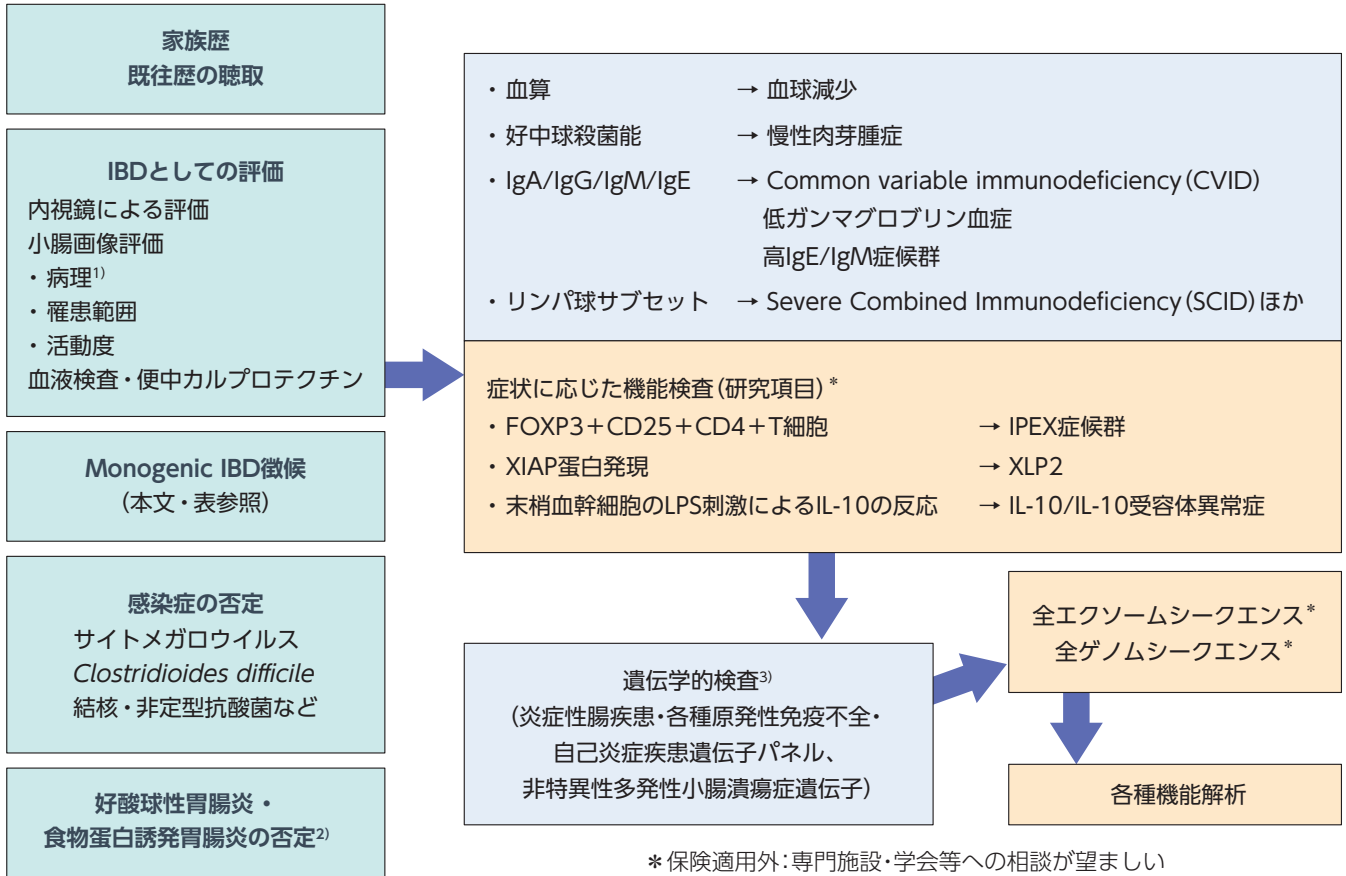 家族歴
既往歴の聴取
IBDとしての評価
内視鏡による評価
小腸画像評価
・病理1)
・罹患範囲
・活動度
血液検査・便中カルプロテクチン
Monogenic IBD徴候
(本文・表参照)
感染症の否定
サイトメガロウイルス
Clostridioides difficile
結核・非定型抗酸菌など
好酸球性胃腸炎・
食物蛋白誘発胃腸炎の否定2)
・血算 → 血球減少
・好中球殺菌能 → 慢性肉芽腫症
・IgA/IgG/IgM/IgE → Common variable immunodeficiency(CVID)
低ガンマグロブリン血症
高IgE/IgM症候群
・リンパ球サブセット → Severe Combined Immunodeficiency(SCID)ほか
症状に応じた機能検査(研究項目)*
・FOXP3+CD25+CD4+T細胞 → IPEX症候群
・XIAP蛋白発現 → XLP2
・末梢血幹細胞のLPS刺激によるIL-10の反応 → IL-10/IL-10受容体異常症
遺伝学的検査3)
(炎症性腸疾患・各種原発性免疫不全・
自己炎症疾患遺伝子パネル、
非特異性多発性小腸潰瘍症遺伝子)
全エクソームシークエンス*
全ゲノムシークエンス*
各種機能解析
*保険適用外:専門施設・学会等への相談が望ましい